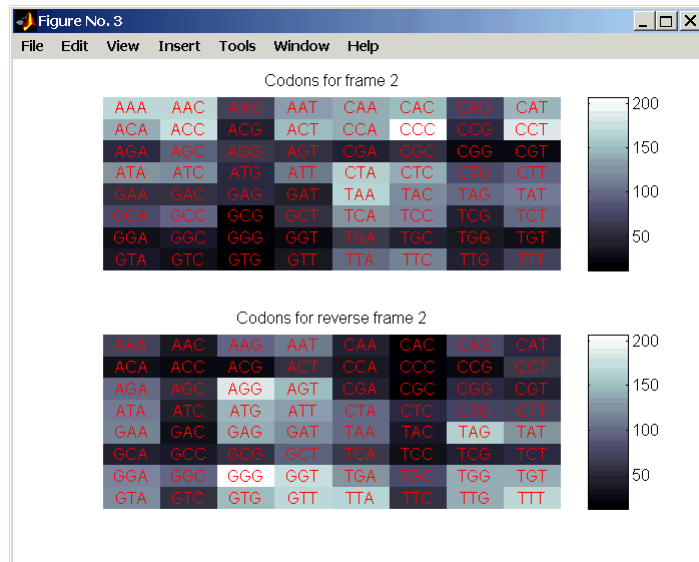 Figure No. 3
File Edit View Insert Tools Window Help
Codons for frame 2
AAA AAC AAG AAT CAA CAC CAG CAT
ACA ACC ACG ACT CCA CCC CCG CCT
AGA AGC AGG AGT CGA CGC CGG CGT
ATA ATC ATG ATT CTA CTC CTG CTT
GAA GAC GAG GAT TAA TAC TAG TAT
GCA GCC GCG GCT TCA TCC TCG TCT
GGA GGC GGG GGT TGA TGC TGG TGT
GTA GTC GTG GTT TTA TTC TTG TTT
200
150
100
50
Codons for reverse frame 2
AAA AAC AAG AAT CAA CAC CAG CAT
ACA ACC ACG ACT CCA CCC CCG CCT
AGA AGC AGG AGT CGA CGC CGG CGT
ATA ATC ATG ATT CTA CTC CTG CTT
GAA GAC GAG GAT TAA TAC TAG TAT
GCA GCC GCG GCT TCA TCC TCG TCT
GGA GGC GGG GGT TGA TGC TGG TGT
GTA GTC GTG GTT TTA TTC TTG TTT
200
150
100
50